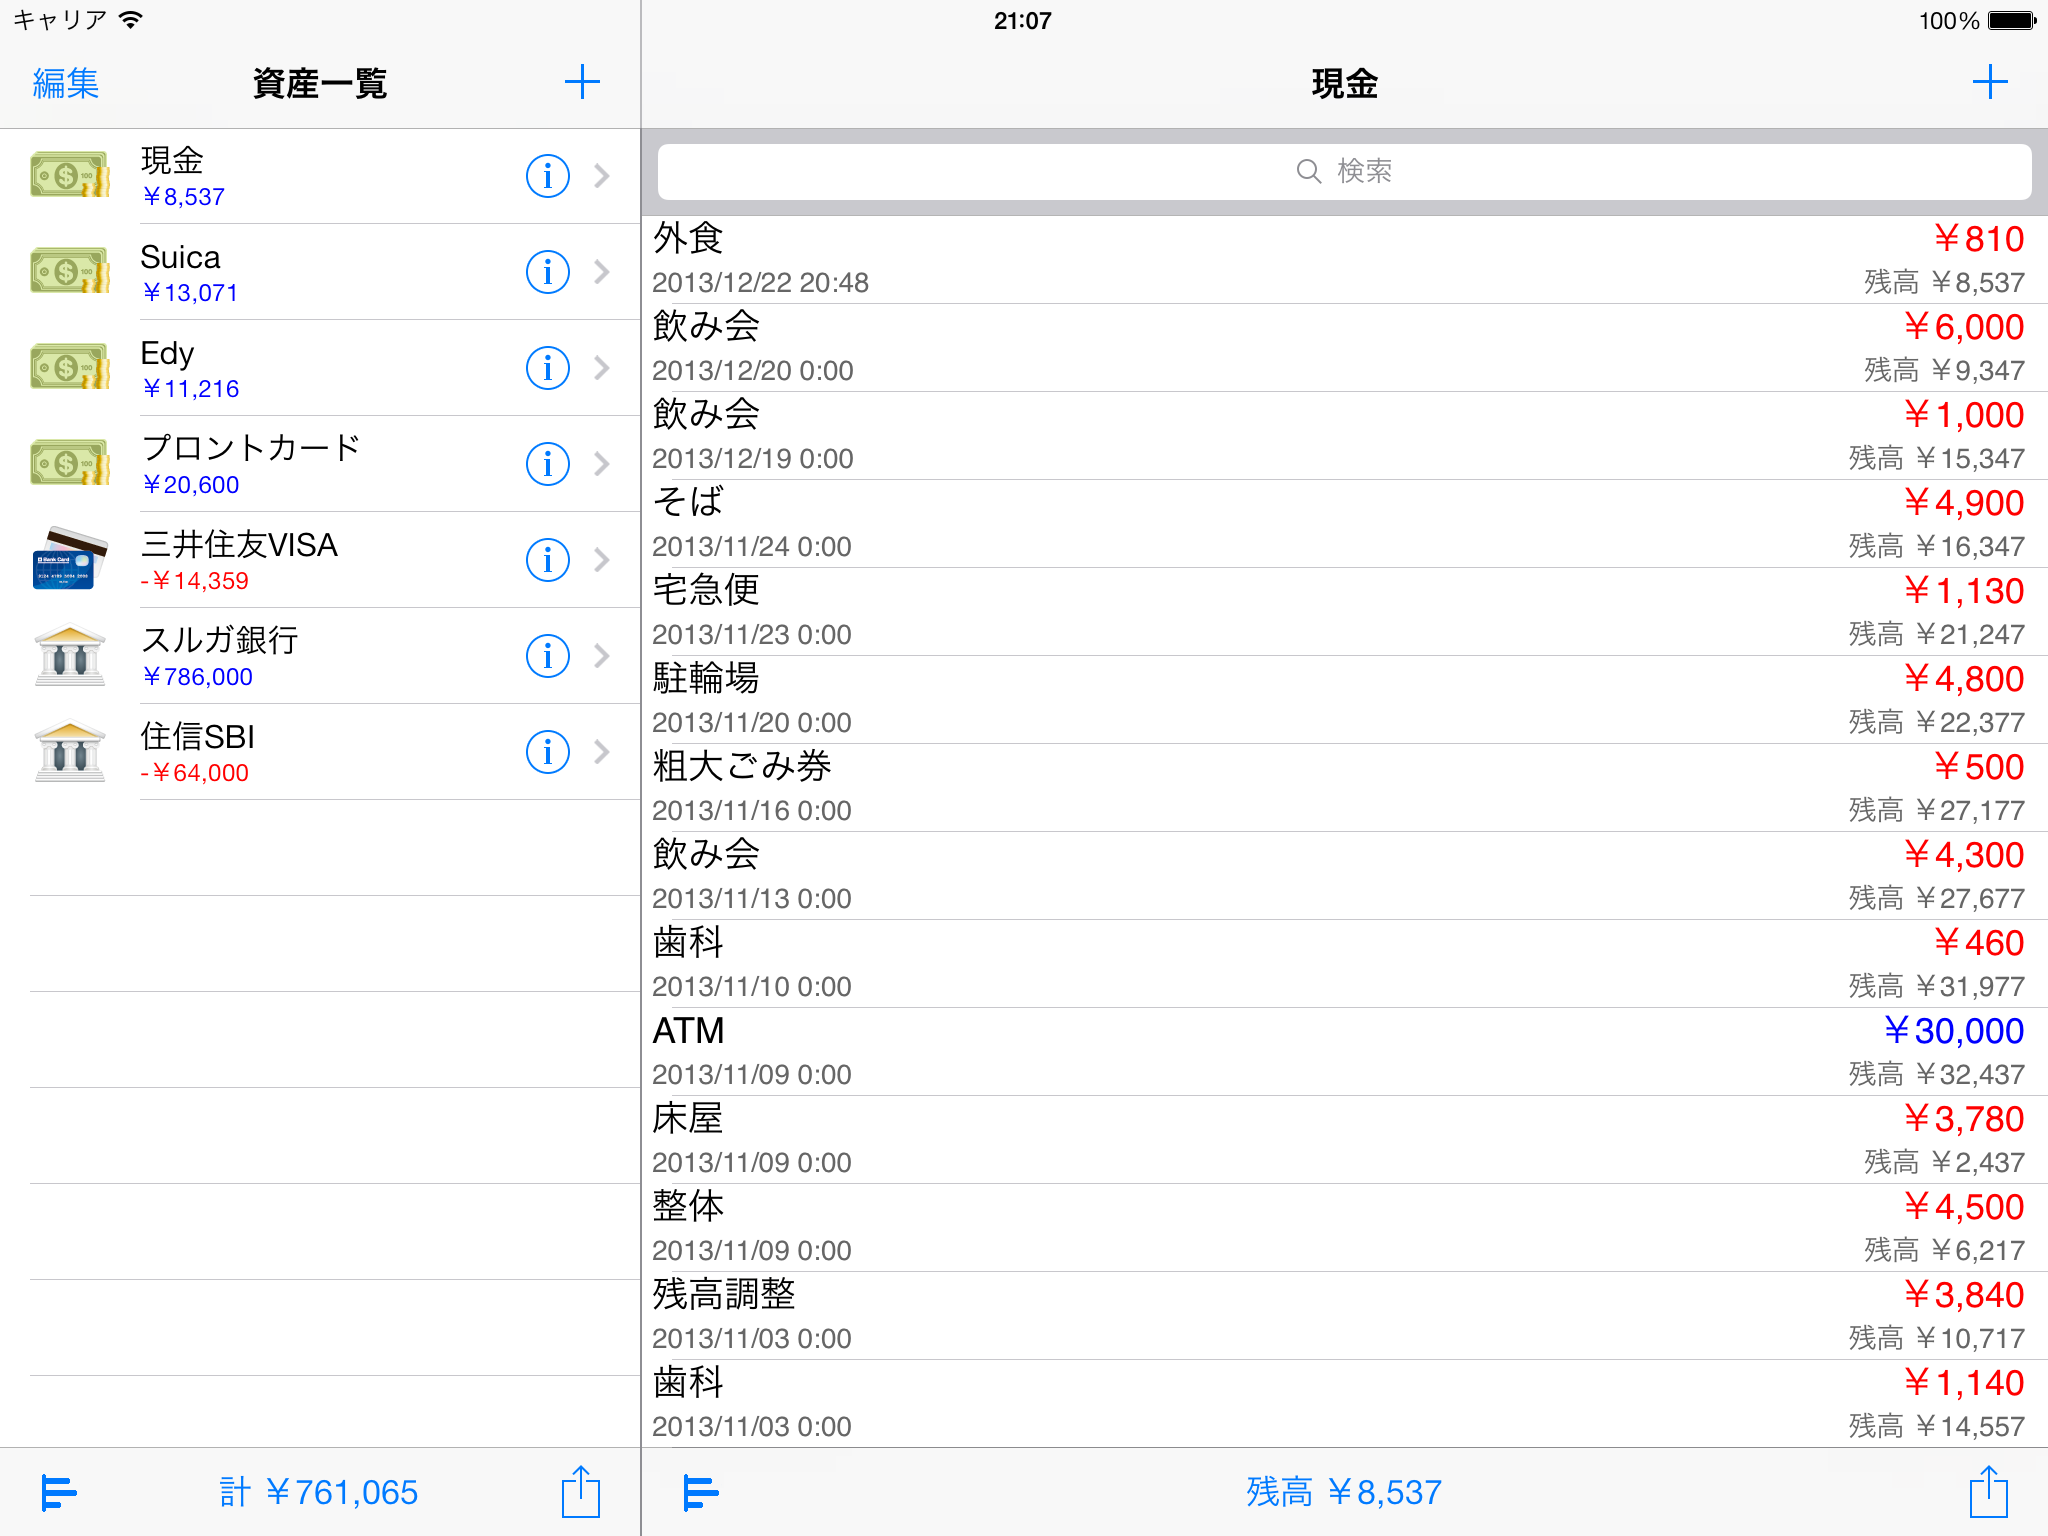 キャリア
21:07
100%
編集
資産一覧
現金
¥8,537
Suica
¥13,071
Edy
¥11,216
プロントカード
¥20,600
三井住友VISA
-¥14,359
スルガ銀行
¥786,000
住信SBI
-¥64,000
計 ¥761,065
現金
検索
外食 ¥810
2013/12/22 20:48 残高 ¥8,537
飲み会 ¥6,000
2013/12/20 0:00 残高 ¥9,347
飲み会 ¥1,000
2013/12/19 0:00 残高 ¥15,347
そば ¥4,900
2013/11/24 0:00 残高 ¥16,347
宅急便 ¥1,130
2013/11/23 0:00 残高 ¥21,247
駐輪場 ¥4,800
2013/11/20 0:00 残高 ¥22,377
粗大ごみ券 ¥500
2013/11/16 0:00 残高 ¥27,177
飲み会 ¥4,300
2013/11/13 0:00 残高 ¥27,677
歯科 ¥460
2013/11/10 0:00 残高 ¥31,977
ATM ¥30,000
2013/11/09 0:00 残高 ¥32,437
床屋 ¥3,780
2013/11/09 0:00 残高 ¥2,437
整体 ¥4,500
2013/11/09 0:00 残高 ¥6,217
残高調整 ¥3,840
2013/11/03 0:00 残高 ¥10,717
歯科 ¥1,140
2013/11/03 0:00 残高 ¥14,557
残高 ¥8,537